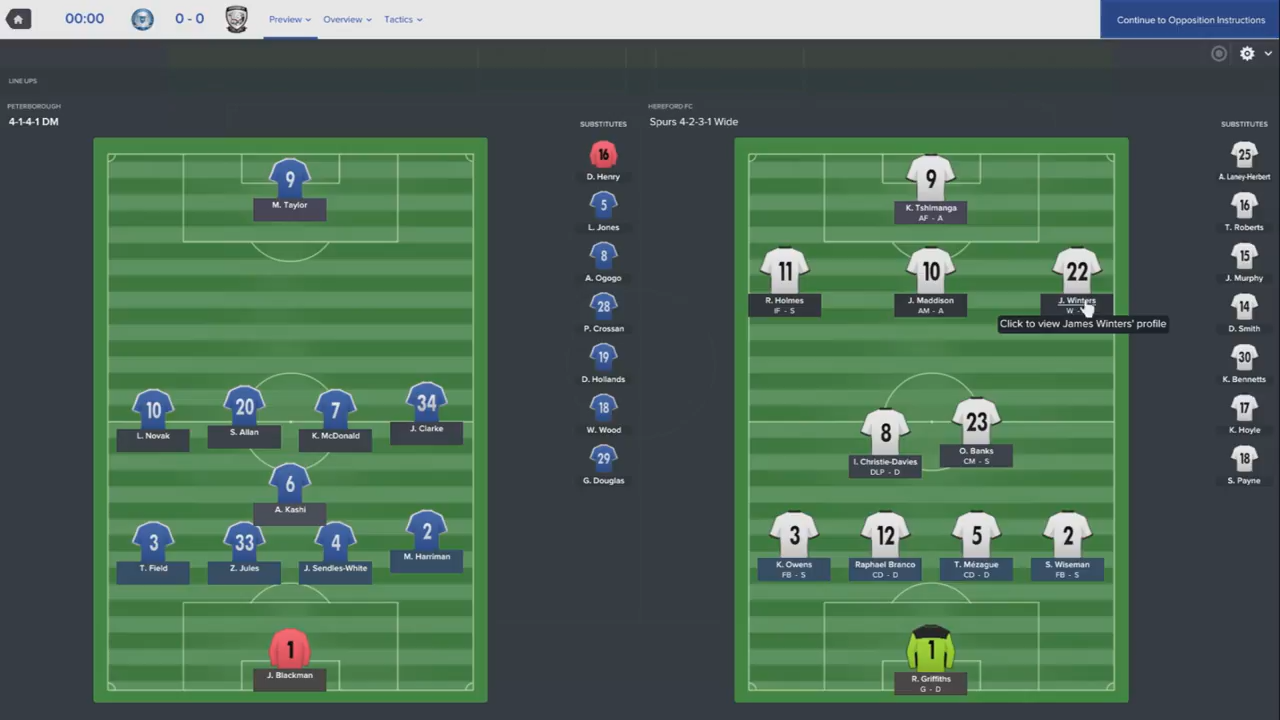 00:00
0 - 0
Preview
Overview
Tactics
Continue to Opposition Instructions
LINE UPS
PETERBOROUGH
4-1-4-1 DM
9
M. Taylor
10
L. Novak
20
S. Allan
7
K. McDonald
34
J. Clarke
6
A. Kashi
3
T. Field
33
Z. Jules
4
J. Sendles-White
2
M. Harriman
1
J. Blackman
SUBSTITUTES
16
D. Henry
5
L. Jones
8
A. Ogogo
28
P. Crossan
19
D. Hollands
18
W. Wood
29
G. Douglas
HEREFORD FC
Spurs 4-2-3-1 Wide
9
K. Tshimanga
AF - A
11
R. Holmes
IF - S
10
J. Maddison
AM - A
22
J. Winters
W -
Click to view James Winters' profile
8
I. Christie-Davies
DLP - D
23
O. Banks
CM - S
3
K. Owens
FB - S
12
Raphael Branco
CD - D
5
T. Mézague
CD - D
2
S. Wiseman
FB - S
1
R. Griffiths
G - D
SUBSTITUTES
25
A. Laney-Herbert
16
T. Roberts
15
J. Murphy
14
D. Smith
30
K. Bennetts
17
K. Hoyle
18
S. Payne